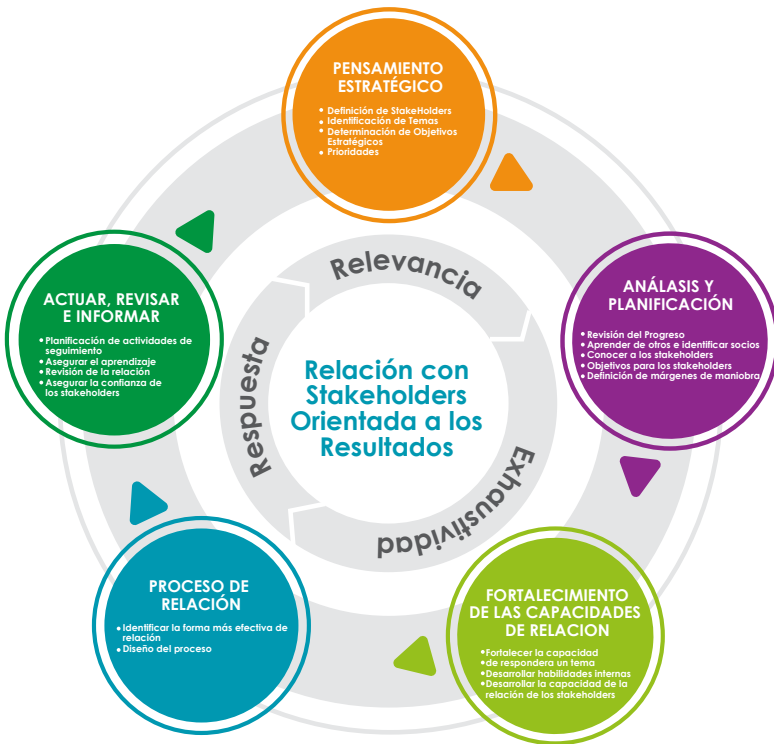 PENSAMIENTO
ESTRATÉGICO
• Definición de StakeHolders
• Identificación de Temas
• Determinación de Objetivos
Estratégicos
• Prioridades
ANÁLASIS Y
PLANIFICACIÓN
• Revisión del Progreso
• Aprender de otros e identificar socios
• Conocer a los stakeholders
• Objetivos para los stakeholders
• Definición de márgenes de maniobra
FORTALECIMIENTO
DE LAS CAPACIDADES
DE RELACION
• Fortalecer la capacidad
• de respondera un tema
• Desarrollar habilidades internas
• Desarrollar la capacidad de la
relación de los stakeholders
PROCESO DE
RELACIÓN
• Identificar la forma más efectiva de
relación
• Diseño del proceso
ACTUAR, REVISAR
E INFORMAR
• Planificación de actividades de
seguimiento
• Asegurar el aprendizaje
• Revisión de la relación
• Asegurar la confianza de
los stakeholders
Relevancia
Exhaustividad
Respuesta
Relación con
Stakeholders
Orientada a los
Resultados